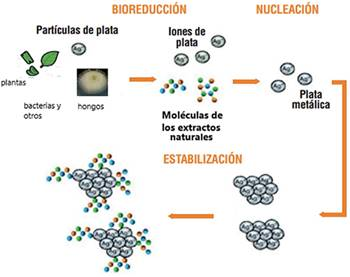 BIOREDUCCIÓN
NUCLEACIÓN
Partículas de plata
Iones de
plata
plantas
bacterias y
otros
hongos
Moléculas de
los extractos
naturales
Plata
metálica
ESTABILIZACIÓN